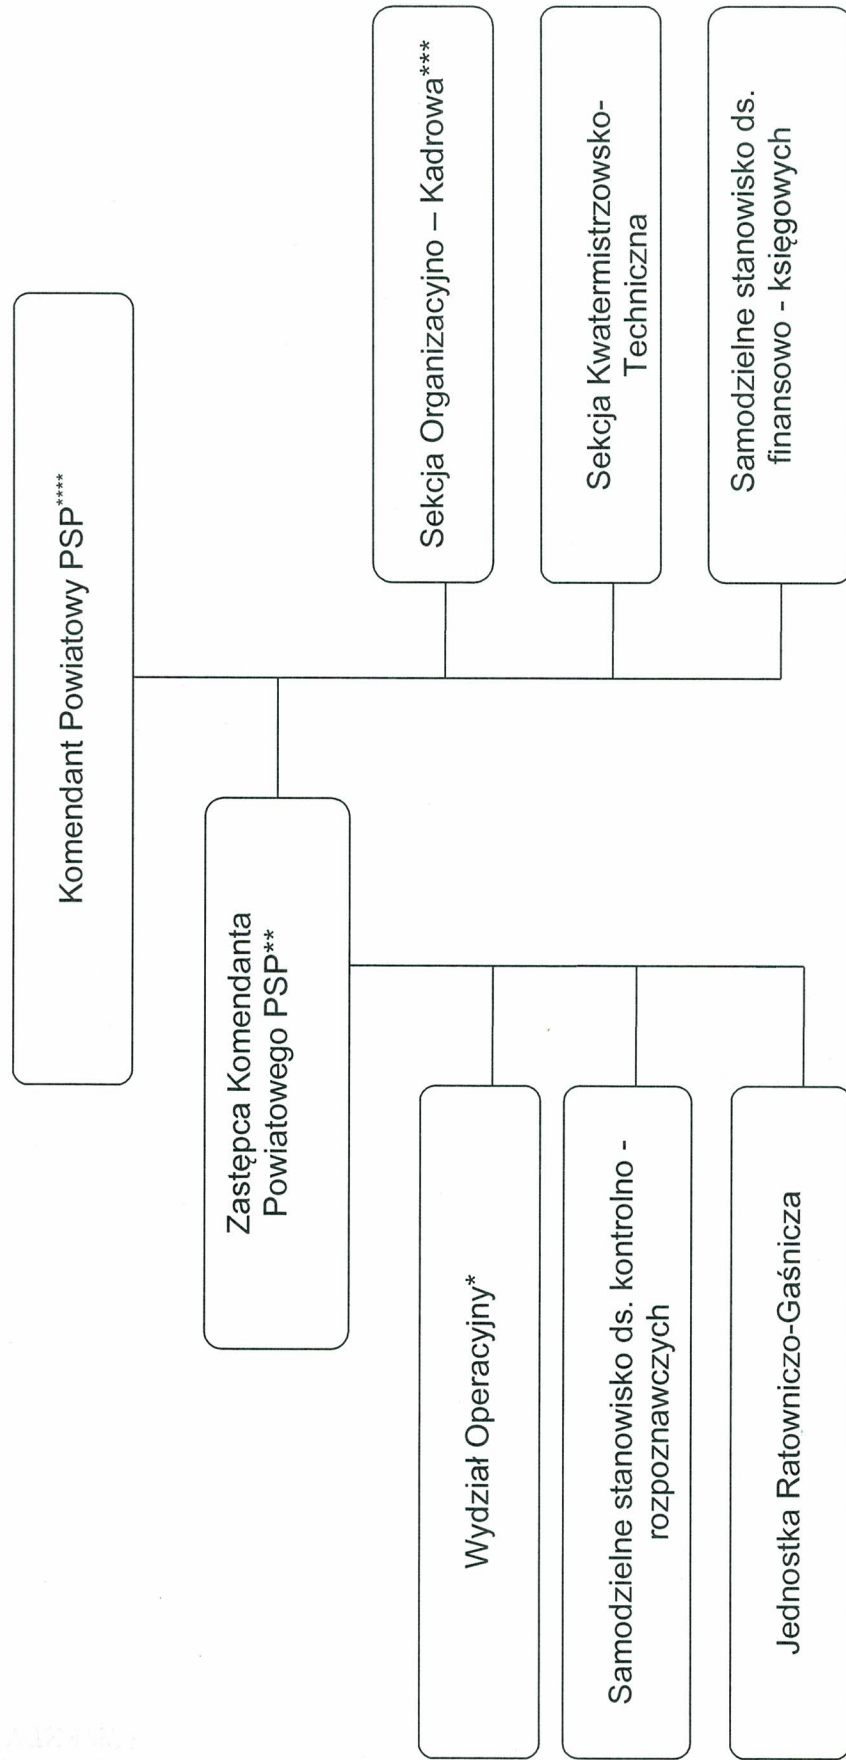 Komendant Powiatowy PSP****
Zastępca Komendanta
Powiatowego PSP**
Wydział Operacyjny*
Samodzielne stanowisko ds. kontrolno -
rozpoznawczych
Jednostka Ratowniczo-Gaśnicza
Sekcja Organizacyjno – Kadrowa***
Sekcja Kwatermistrzowsko-
Techniczna
Samodzielne stanowisko ds.
finansowo - księgowych